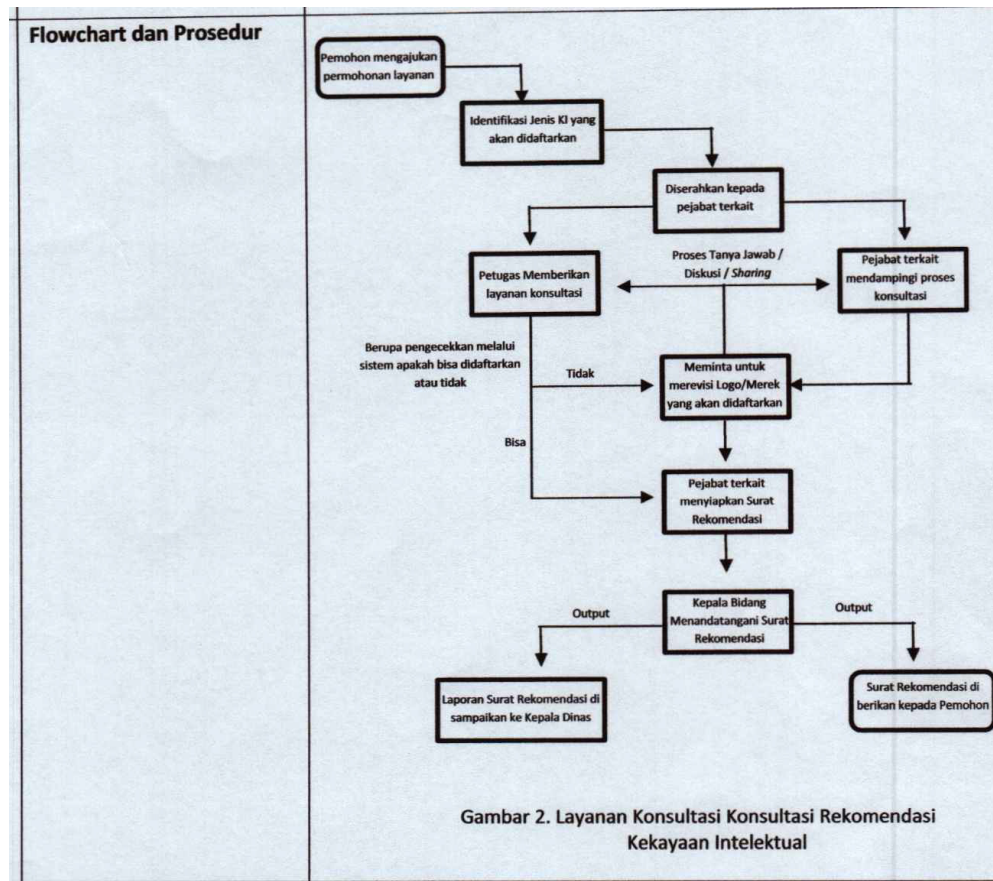 Flowchart dan Prosedur
Pemohon mengajukan
permohonan layanan
Identifikasi Jenis KI yang
akan didaftarkan
Diserahkan kepada
pejabat terkait
Petugas Memberikan
layanan konsultasi
Proses Tanya Jawab /
Diskusi / Sharing
Pejabat terkait
mendampingi proses
konsultasi
Berupa pengecekkan melalui
sistem apakah bisa didaftarkan
atau tidak
Tidak
Meminta untuk
merevisi Logo/Merek
yang akan didaftarkan
Bisa
Pejabat terkait
menyiapkan Surat
Rekomendasi
Output
Kepala Bidang
Menandatangani Surat
Rekomendasi
Output
Laporan Surat Rekomendasi di
sampaikan ke Kepala Dinas
Surat Rekomendasi di
berikan kepada Pemohon
Gambar 2. Layanan Konsultasi Konsultasi Rekomendasi
Kekayaan Intelektual